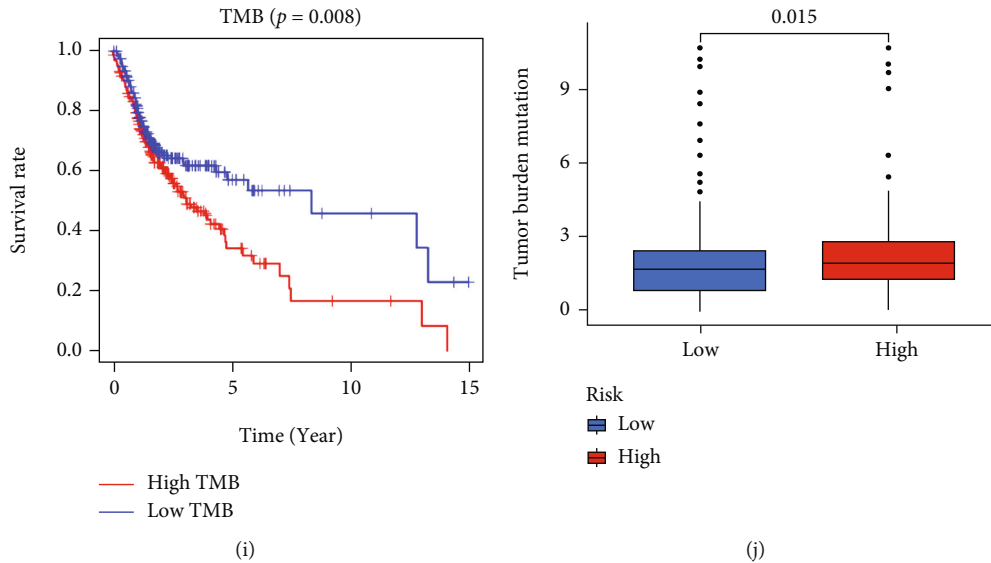 TMB (p = 0.008)
Survival rate
1.0
0.8
0.6
0.4
0.2
0.0
0 5 10 15
Time (Year)
High TMB
Low TMB
(i)
0.015
Tumor burden mutation
9
6
3
0
Low High
Risk
Low
High
(j)